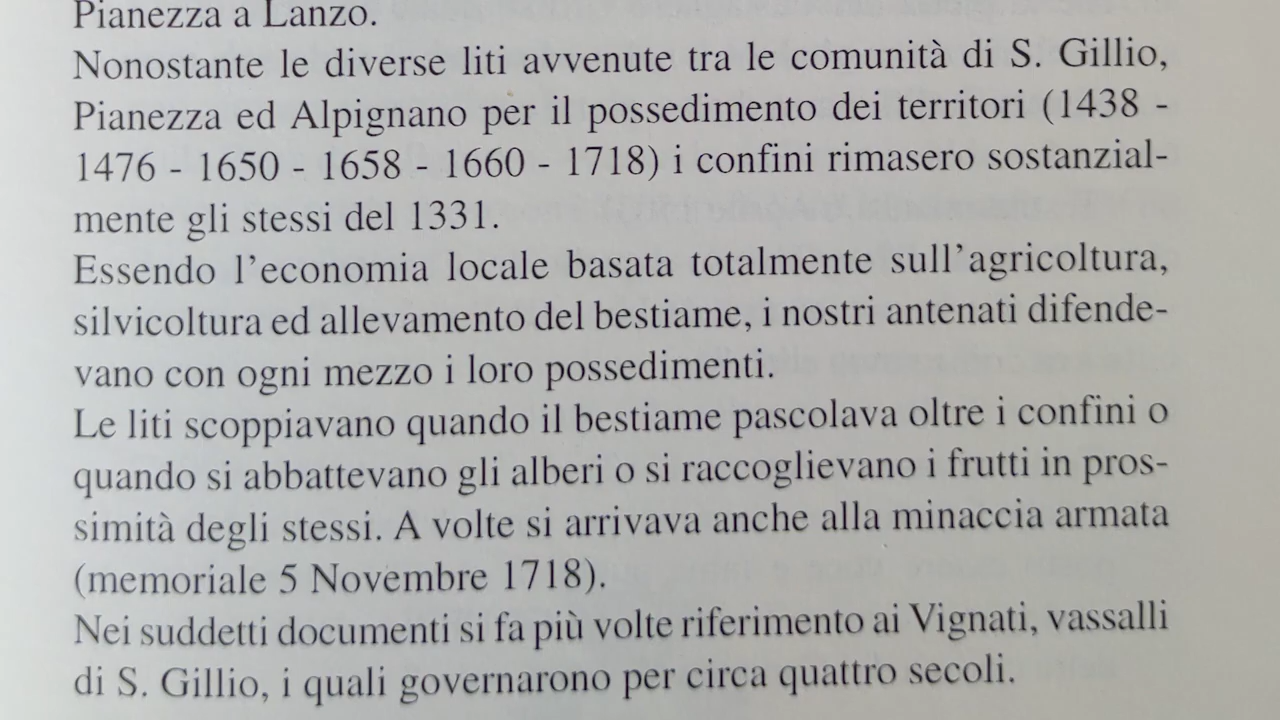 Pianezza a Lanzo.
Nonostante le diverse liti avvenute tra le comunità di S. Gillio,
Pianezza ed Alpignano per il possedimento dei territori (1438 -
1476 - 1650 - 1658 - 1660 - 1718) i confini rimasero sostanzial-
mente gli stessi del 1331.
Essendo l'economia locale basata totalmente sull'agricoltura,
silvicoltura ed allevamento del bestiame, i nostri antenati difende-
vano con ogni mezzo i loro possedimenti.
Le liti scoppiavano quando il bestiame pascolava oltre i confini o
quando si abbattevano gli alberi o si raccoglievano i frutti in pros-
simità degli stessi. A volte si arrivava anche alla minaccia armata
(memoriale 5 Novembre 1718).
Nei suddetti documenti si fa più volte riferimento ai Vignati, vassalli
di S. Gillio, i quali governarono per circa quattro secoli.